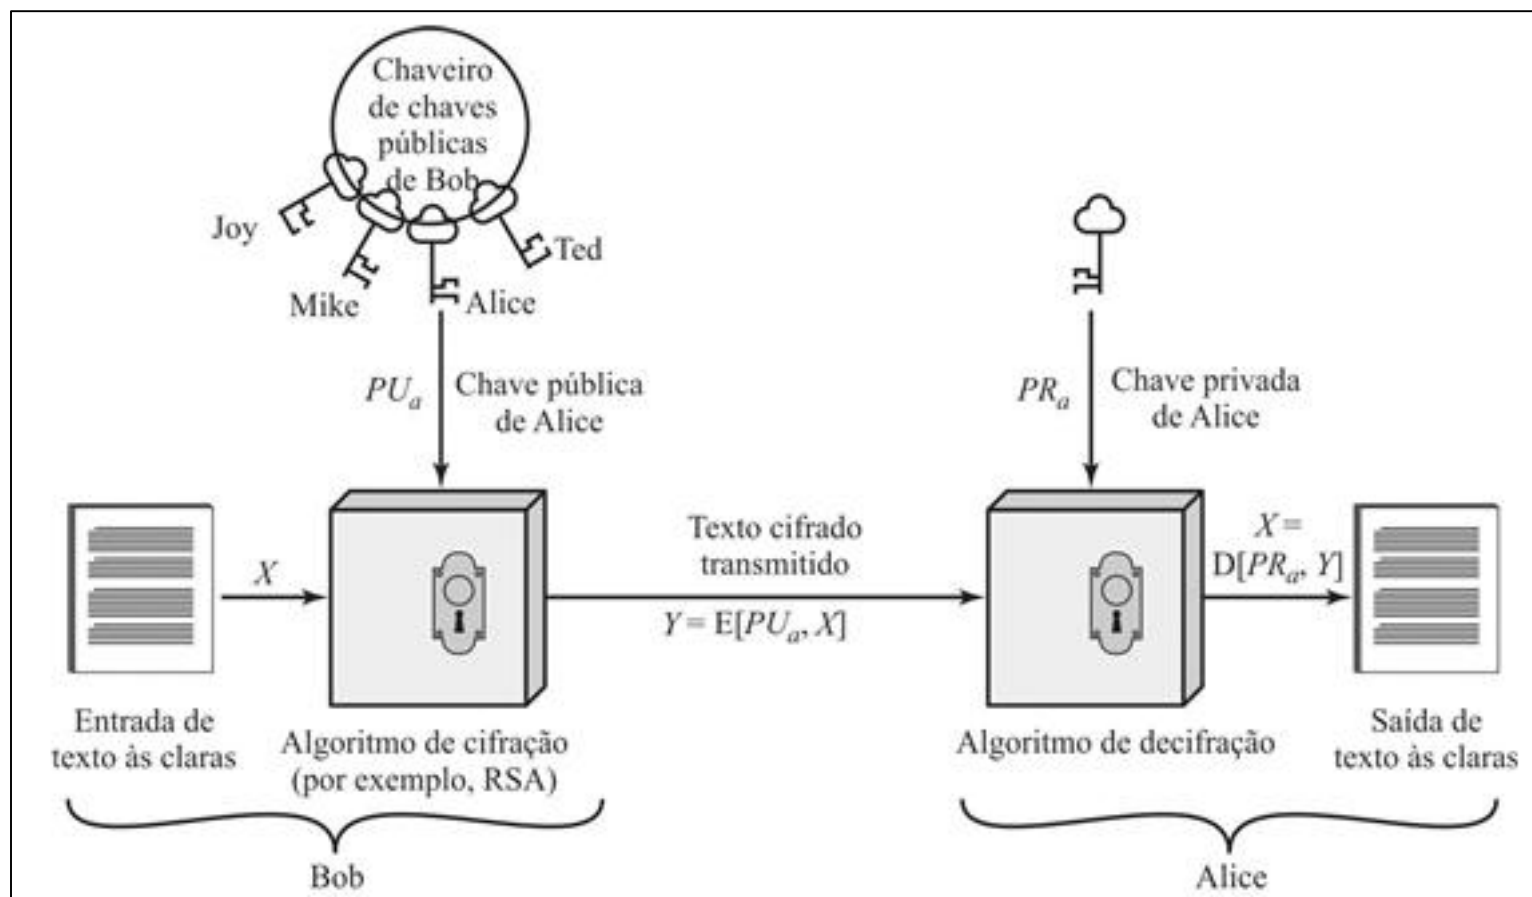 Chaveiro
de chaves
públicas
de Bob
Joy
Mike
Alice
Ted
PUa
Chave pública
de Alice
PRa
Chave privada
de Alice
X
Texto cifrado
transmitido
Y = E[PUa, X]
X =
D[PRa, Y]
Entrada de
texto às claras
Algoritmo de cifração
(por exemplo, RSA)
Algoritmo de decifração
Saída de
texto às claras
Bob
Alice